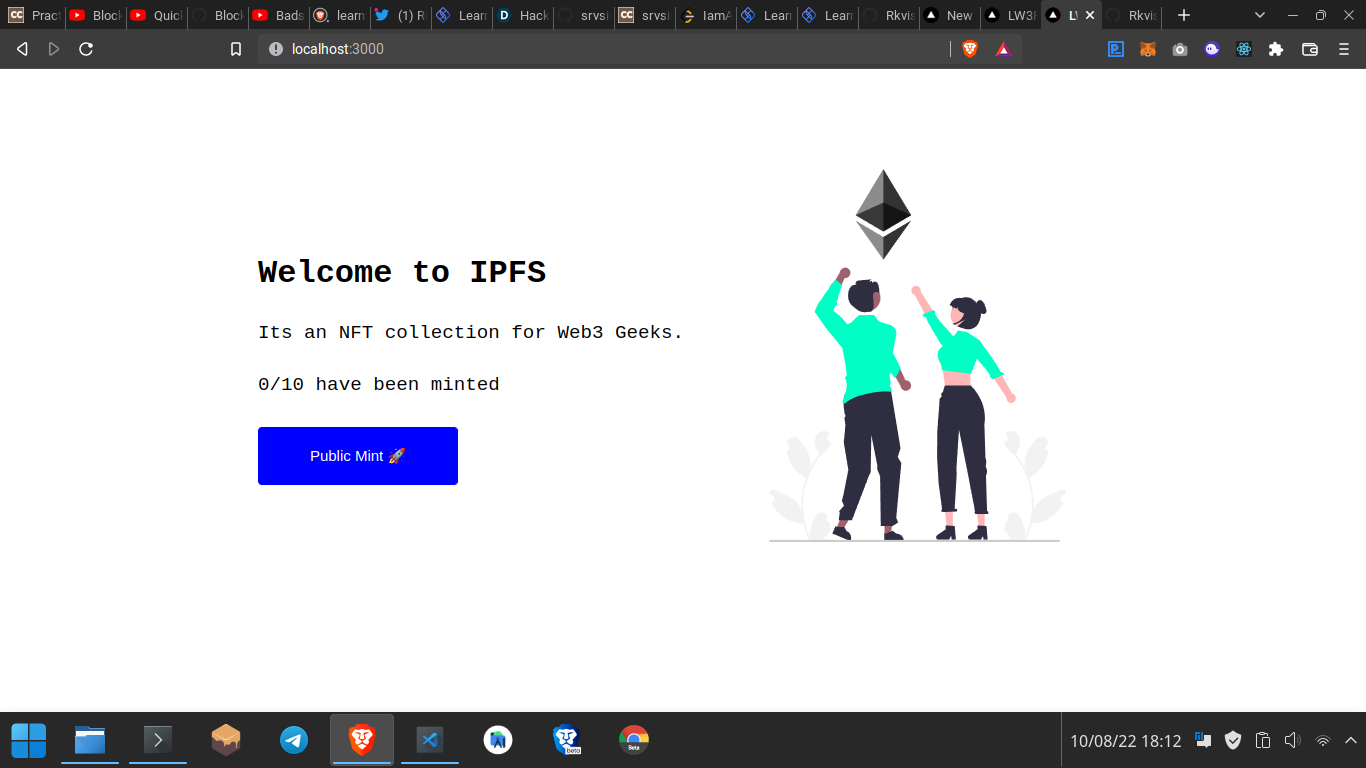 Pract
Block
Quick
Block
Bads
learn
(1) R
Learn
Hack
srvsi
srvsi
IamA
Learn
Learn
Rkvis
New
LW3P
LW
Rkvis
localhost:3000
Welcome to IPFS
Its an NFT collection for Web3 Geeks.
0/10 have been minted
Public Mint 🚀
10/08/22 18:12